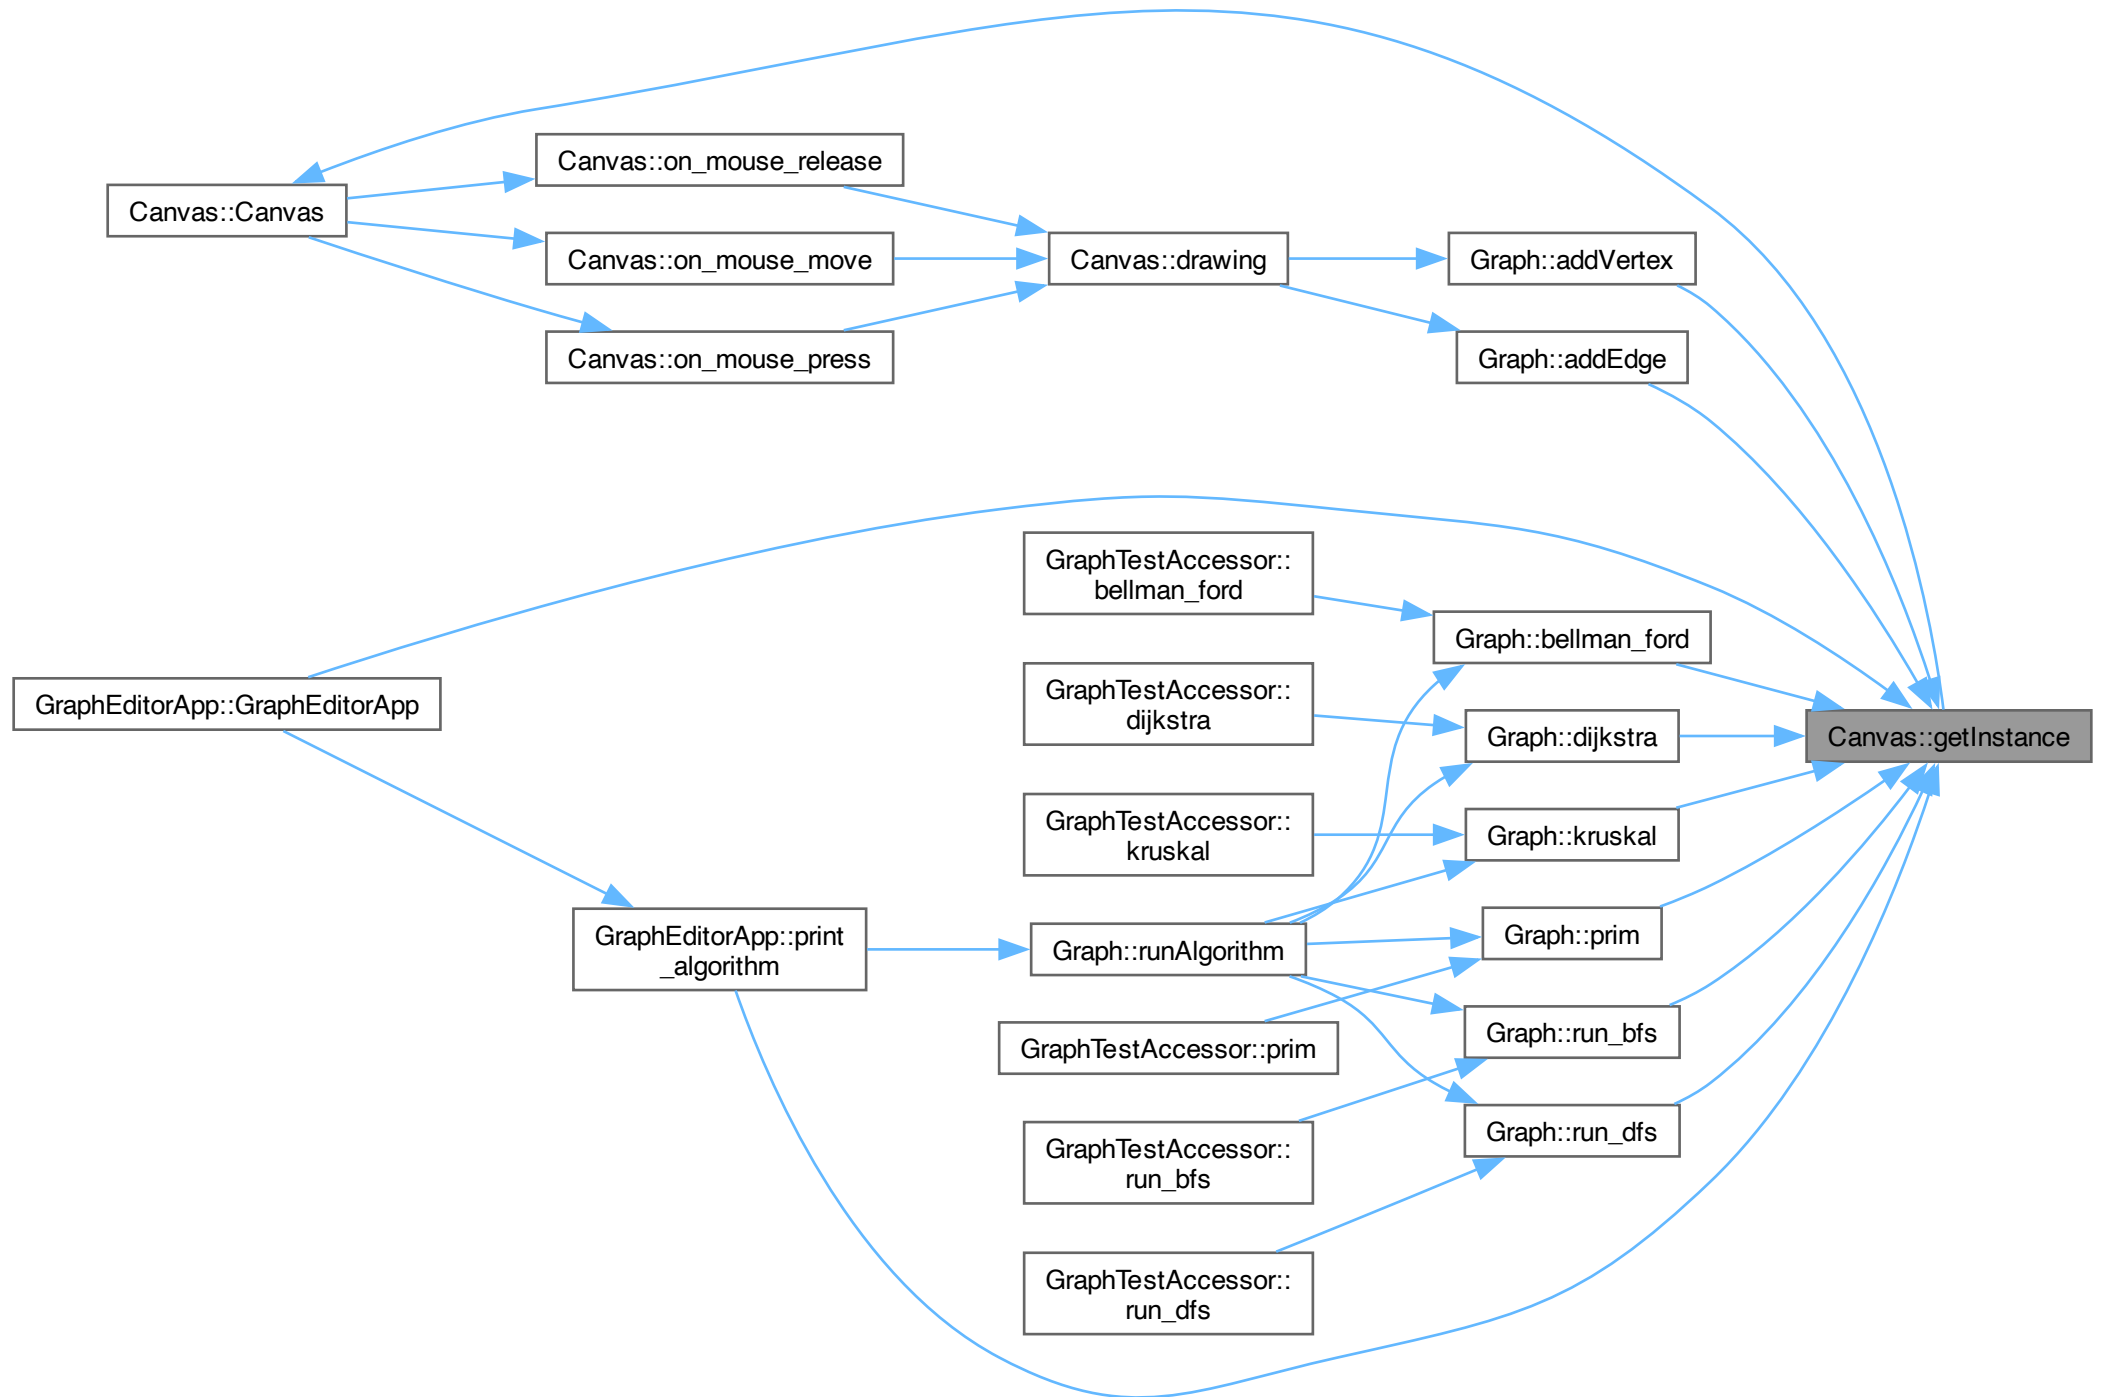 Canvas::on_mouse_release
Canvas::Canvas
Canvas::on_mouse_move
Canvas::drawing
Graph::addVertex
Canvas::on_mouse_press
Graph::addEdge
GraphTestAccessor::
bellman_ford
Graph::bellman_ford
GraphEditorApp::GraphEditorApp
GraphTestAccessor::
dijkstra
Graph::dijkstra
Canvas::getInstance
GraphTestAccessor::
kruskal
Graph::kruskal
GraphEditorApp::print
_algorithm
Graph::runAlgorithm
Graph::prim
GraphTestAccessor::prim
Graph::run_bfs
GraphTestAccessor::
run_bfs
Graph::run_dfs
GraphTestAccessor::
run_dfs